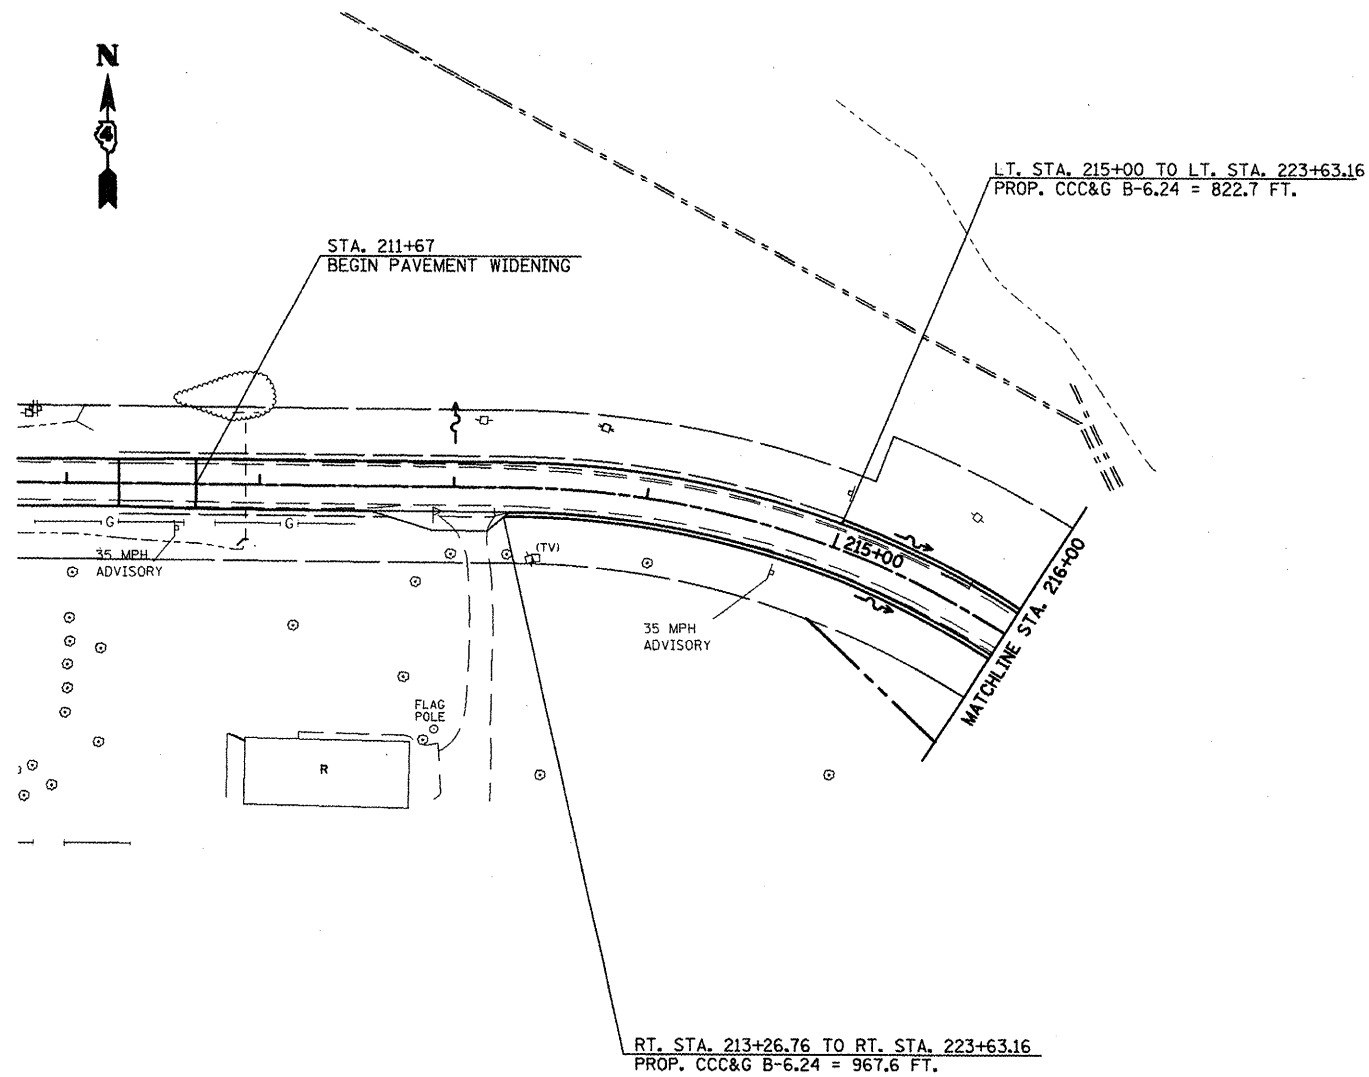 N
4
LT. STA. 215+00 TO LT. STA. 223+63.16
PROP. CCC&G B-6.24 = 822.7 FT.
STA. 211+67
BEGIN PAVEMENT WIDENING
G
G
35 MPH
ADVISORY
(TV)
215+00
35 MPH
ADVISORY
MATCHLINE STA. 216+00
FLAG
POLE
R
RT. STA. 213+26.76 TO RT. STA. 223+63.16
PROP. CCC&G B-6.24 = 967.6 FT.